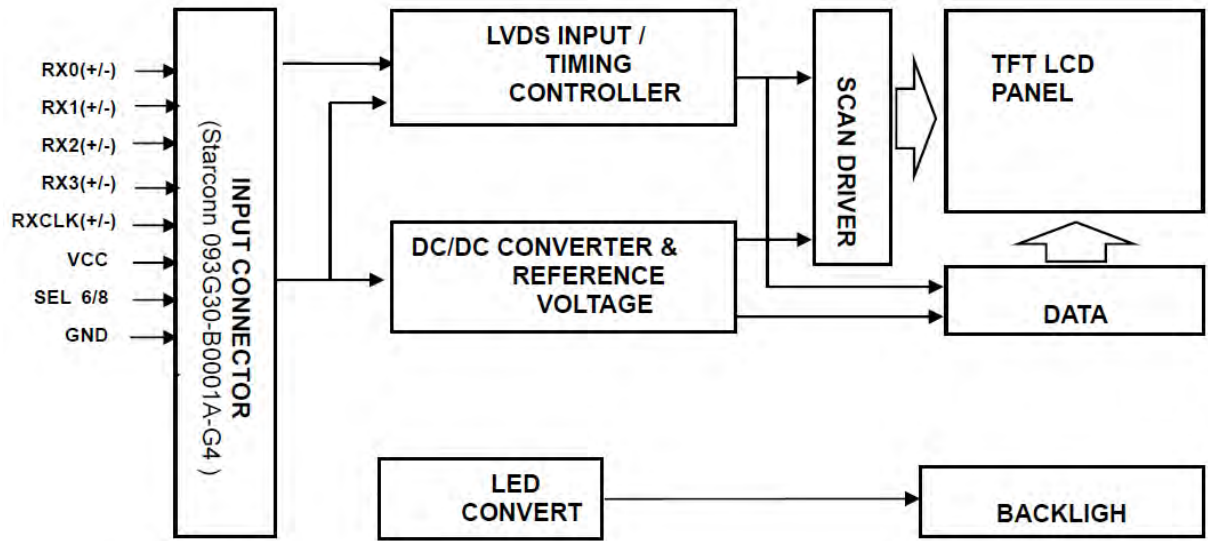 RX0(+/-)
RX1(+/-)
RX2(+/-)
RX3(+/-)
RXCLK(+/-)
VCC
SEL 6/8
GND
INPUT CONNECTOR
(Starconn 093G30-B0001A-G4 )
LVDS INPUT /
TIMING
CONTROLLER
DC/DC CONVERTER &
REFERENCE
VOLTAGE
SCAN DRIVER
TFT LCD
PANEL
DATA
LED
CONVERT
BACKLIGH